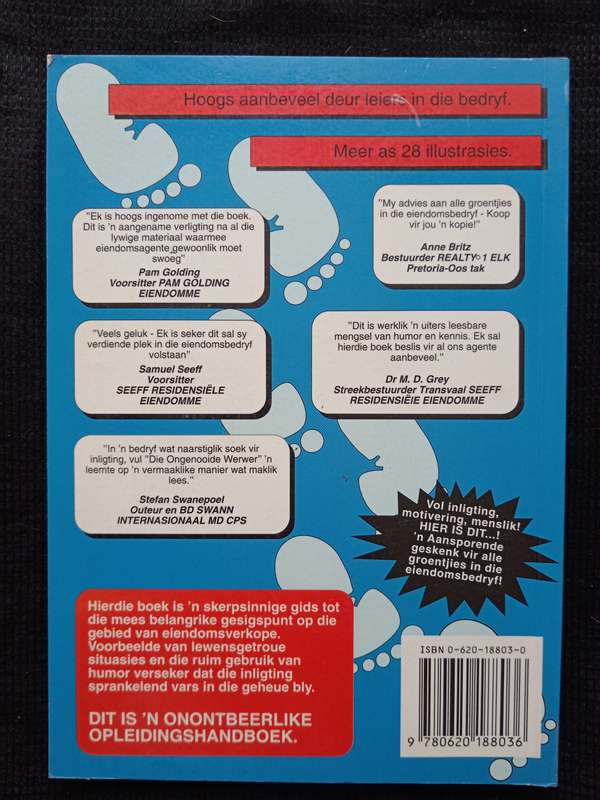 Hoogs aanbeveel deur leiers in die bedryf.
Meer as 28 illustrasies.
"Ek is hoogs ingenome met die boek.
Dit is 'n aangename verligting na al die
lywige materiaal waarmee
eiendomsagente gewoonlik moet
swoeg"
Pam Golding
Voorsitter PAM GOLDING
EIENDOMME
"My advies aan alle groentjies
in die eiendomsbedryf - Koop
vir jou 'n kopie!"
Anne Britz
Bestuurder REALTY 1 ELK
Pretoria-Oos tak
"Veels geluk - Ek is seker dit sal sy
verdiende plek in die eiendomsbedryf
volstaan"
Samuel Seeff
Voorsitter
SEEFF RESIDENSIËLE
EIENDOMME
"Dit is werklik 'n uiters leesbare
mengsel van humor en kennis. Ek sal
hierdie boek beslis vir al ons agente
aanbeveel."
Dr M. D. Grey
Streekbestuurder Transvaal SEEFF
RESIDENSIËIE EIENDOMME
"In 'n bedryf wat naarstiglik soek vir
inligting, vul "Die Ongenooide Werwer" 'n
leemte op 'n vermaaklike manier wat maklik
lees."
Stefan Swanepoel
Outeur en BD SWANN
INTERNASIONAAL MD CPS
Vol inligting,
motivering, menslik!
HIER IS DIT...!
'n Aansporende
geskenk vir alle
groentjies in die
eiendomsbedryf!
Hierdie boek is 'n skerpsinnige gids tot
die mees belangrike gesigspunt op die
gebied van eiendomsverkope.
Voorbeelde van lewensgetroue
situasies en die ruim gebruik van
humor verseker dat die inligting
sprankelend vars in die geheue bly.
DIT IS 'N ONONTBEERLIKE
OPLEIDINGSHANDBOEK.
ISBN 0-620-18803-0
9 780620 188036